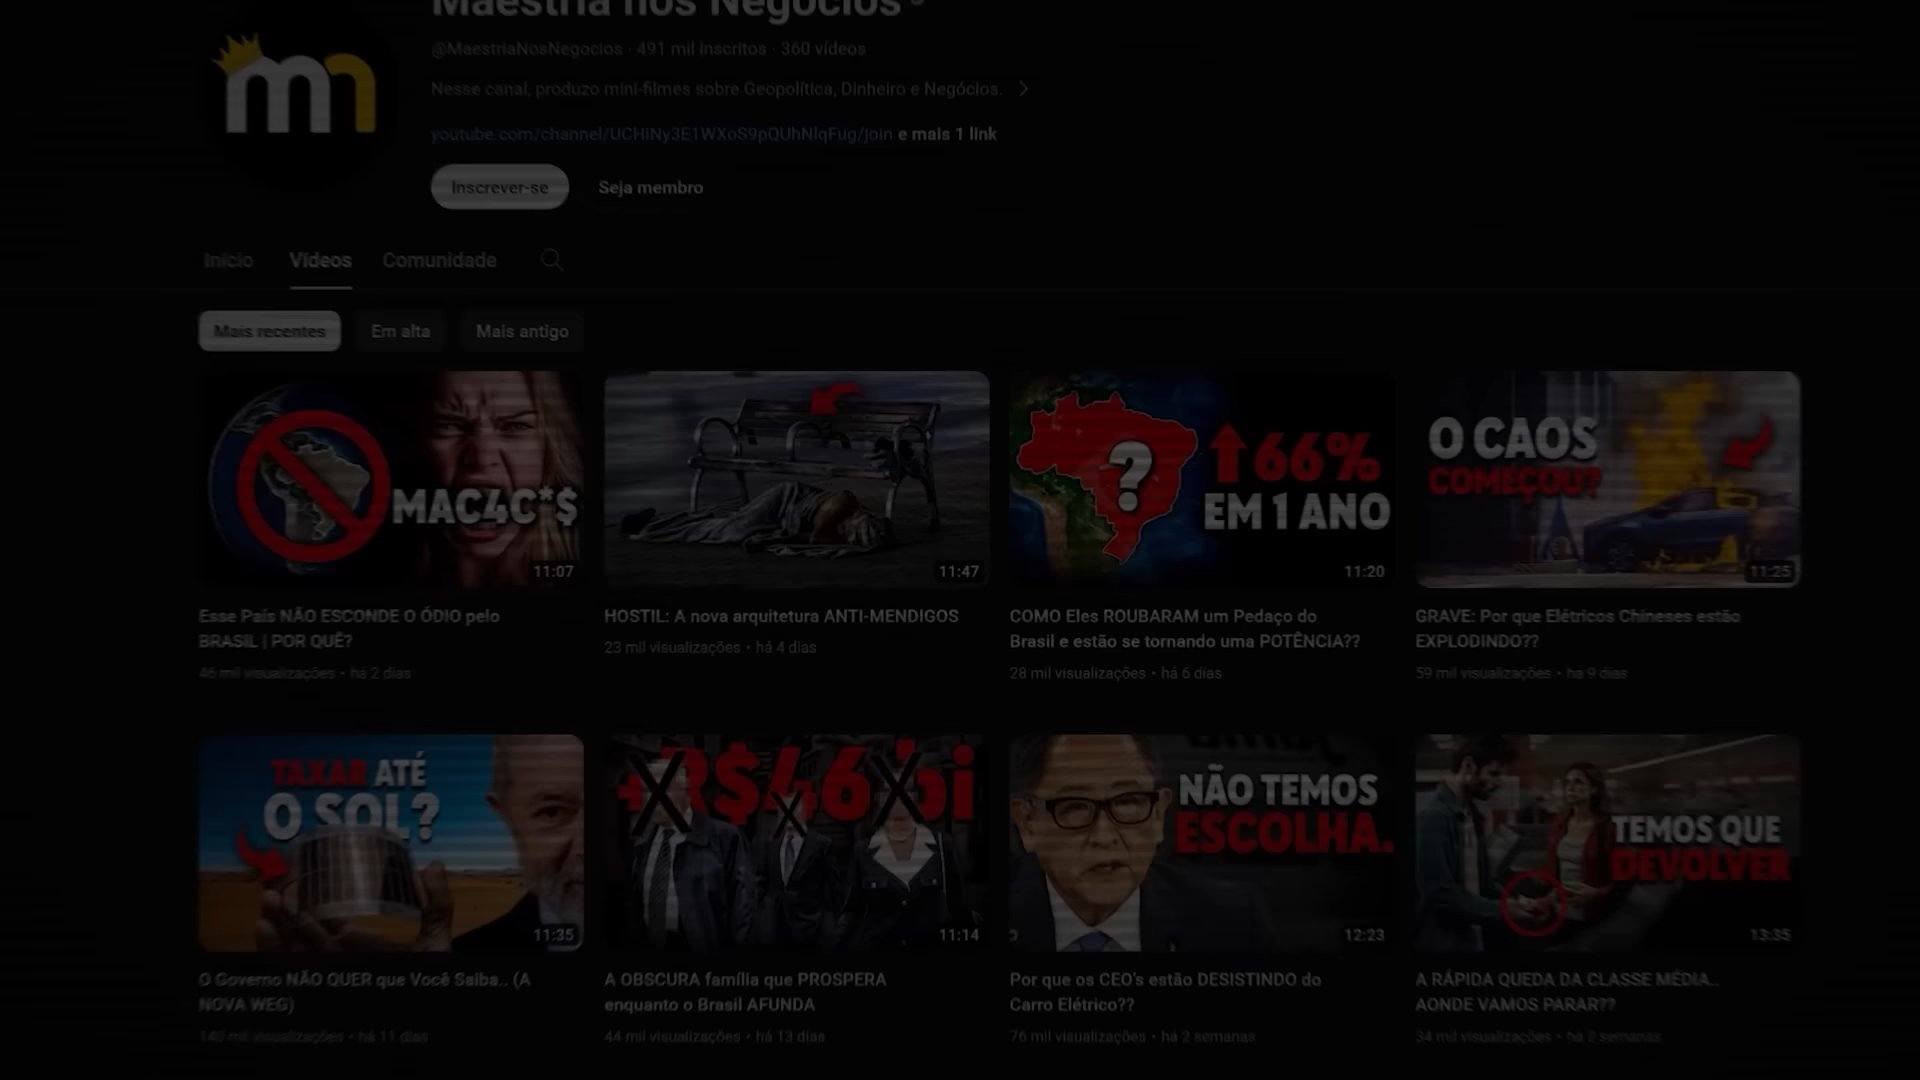 Maestria nos Negócios
@MaestriaNosNegocios · 491 mil inscritos · 360 vídeos
Nesse canal, produzo mini-filmes sobre Geopolítica, Dinheiro e Negócios.
youtube.com/channel/UCHiNy3E1WXoS9pQUhNlqFug/join e mais 1 link
Inscrever-se Seja membro
Início Vídeos Comunidade
Mais recentes Em alta Mais antigo
MAC4C*$
11:07
11:47
?
66%
EM 1 ANO
11:20
O CAOS
COMEÇOU?
11:25
Esse País NÃO ESCONDE O ÓDIO pelo
BRASIL | POR QUÊ?
46 mil visualizações • há 2 dias
HOSTIL: A nova arquitetura ANTI-MENDIGOS
23 mil visualizações • há 4 dias
COMO Eles ROUBARAM um Pedaço do
Brasil e estão se tornando uma POTÊNCIA??
28 mil visualizações • há 6 dias
GRAVE: Por que Elétricos Chineses estão
EXPLODINDO??
59 mil visualizações • há 9 dias
TAXAR ATÉ
O SOL?
11:35
+R$46 bi
11:14
NÃO TEMOS
ESCOLHA.
12:23
TEMOS QUE
DEVOLVER
13:35
O Governo NÃO QUER que Você Saiba.. (A
NOVA WEG)
140 mil visualizações • há 11 dias
A OBSCURA família que PROSPERA
enquanto o Brasil AFUNDA
44 mil visualizações • há 13 dias
Por que os CEO's estão DESISTINDO do
Carro Elétrico??
76 mil visualizações • há 2 semanas
A RÁPIDA QUEDA DA CLASSE MÉDIA..
AONDE VAMOS PARAR??
34 mil visualizações • há 2 semanas